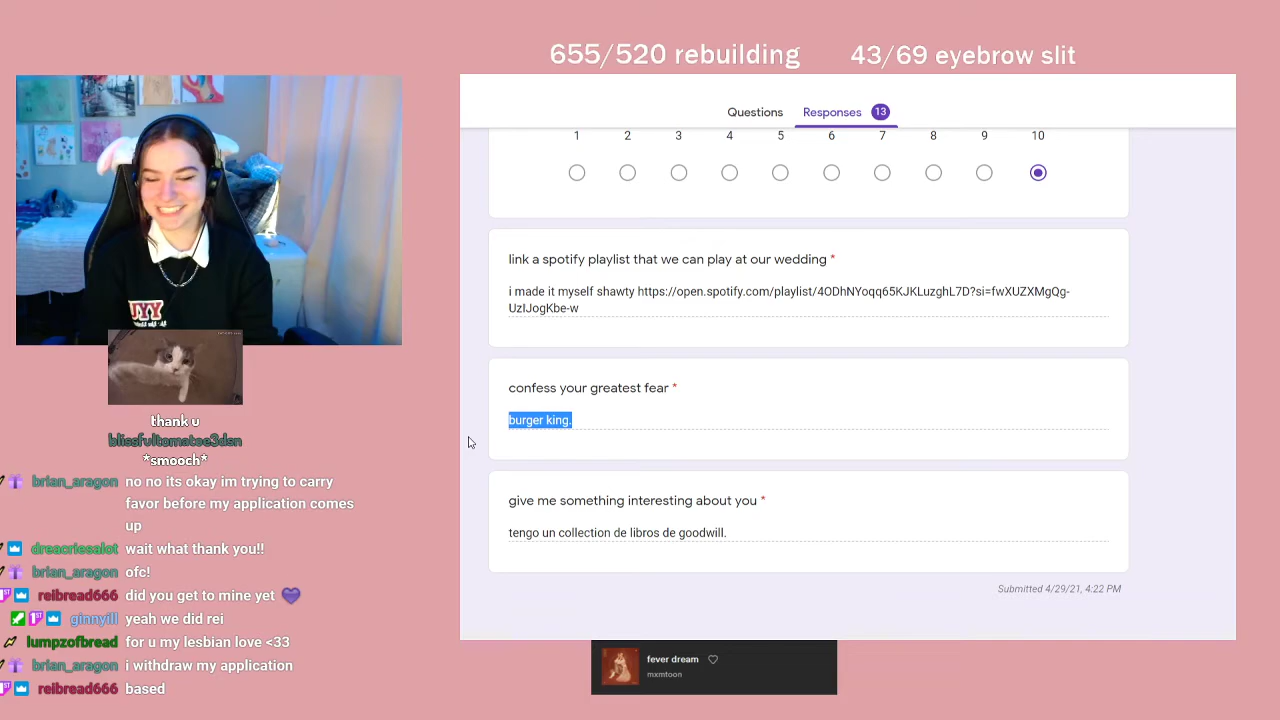 655/520 rebuilding
43/69 eyebrow slit
Questions
Responses 13
1 2 3 4 5 6 7 8 9 10
link a spotify playlist that we can play at our wedding *
i made it myself shawty https://open.spotify.com/playlist/4ODhNYoqq65KJKLuzghL7D?si=fwXUZXMgQg-
UzIJogKbe-w
confess your greatest fear *
burger king.
give me something interesting about you *
tengo un collection de libros de goodwill.
Submitted 4/29/21, 4:22 PM
thank u
blissfultomatoe3dsn
*smooch*
brian_aragon no no its okay im trying to carry
favor before my application comes
up
dreacriesalot wait what thank you!!
brian_aragon ofc!
reibread666 did you get to mine yet
ginnyill yeah we did rei
lumpzofbread for u my lesbian love <33
brian_aragon i withdraw my application
reibread666 based
fever dream
mxmtoon